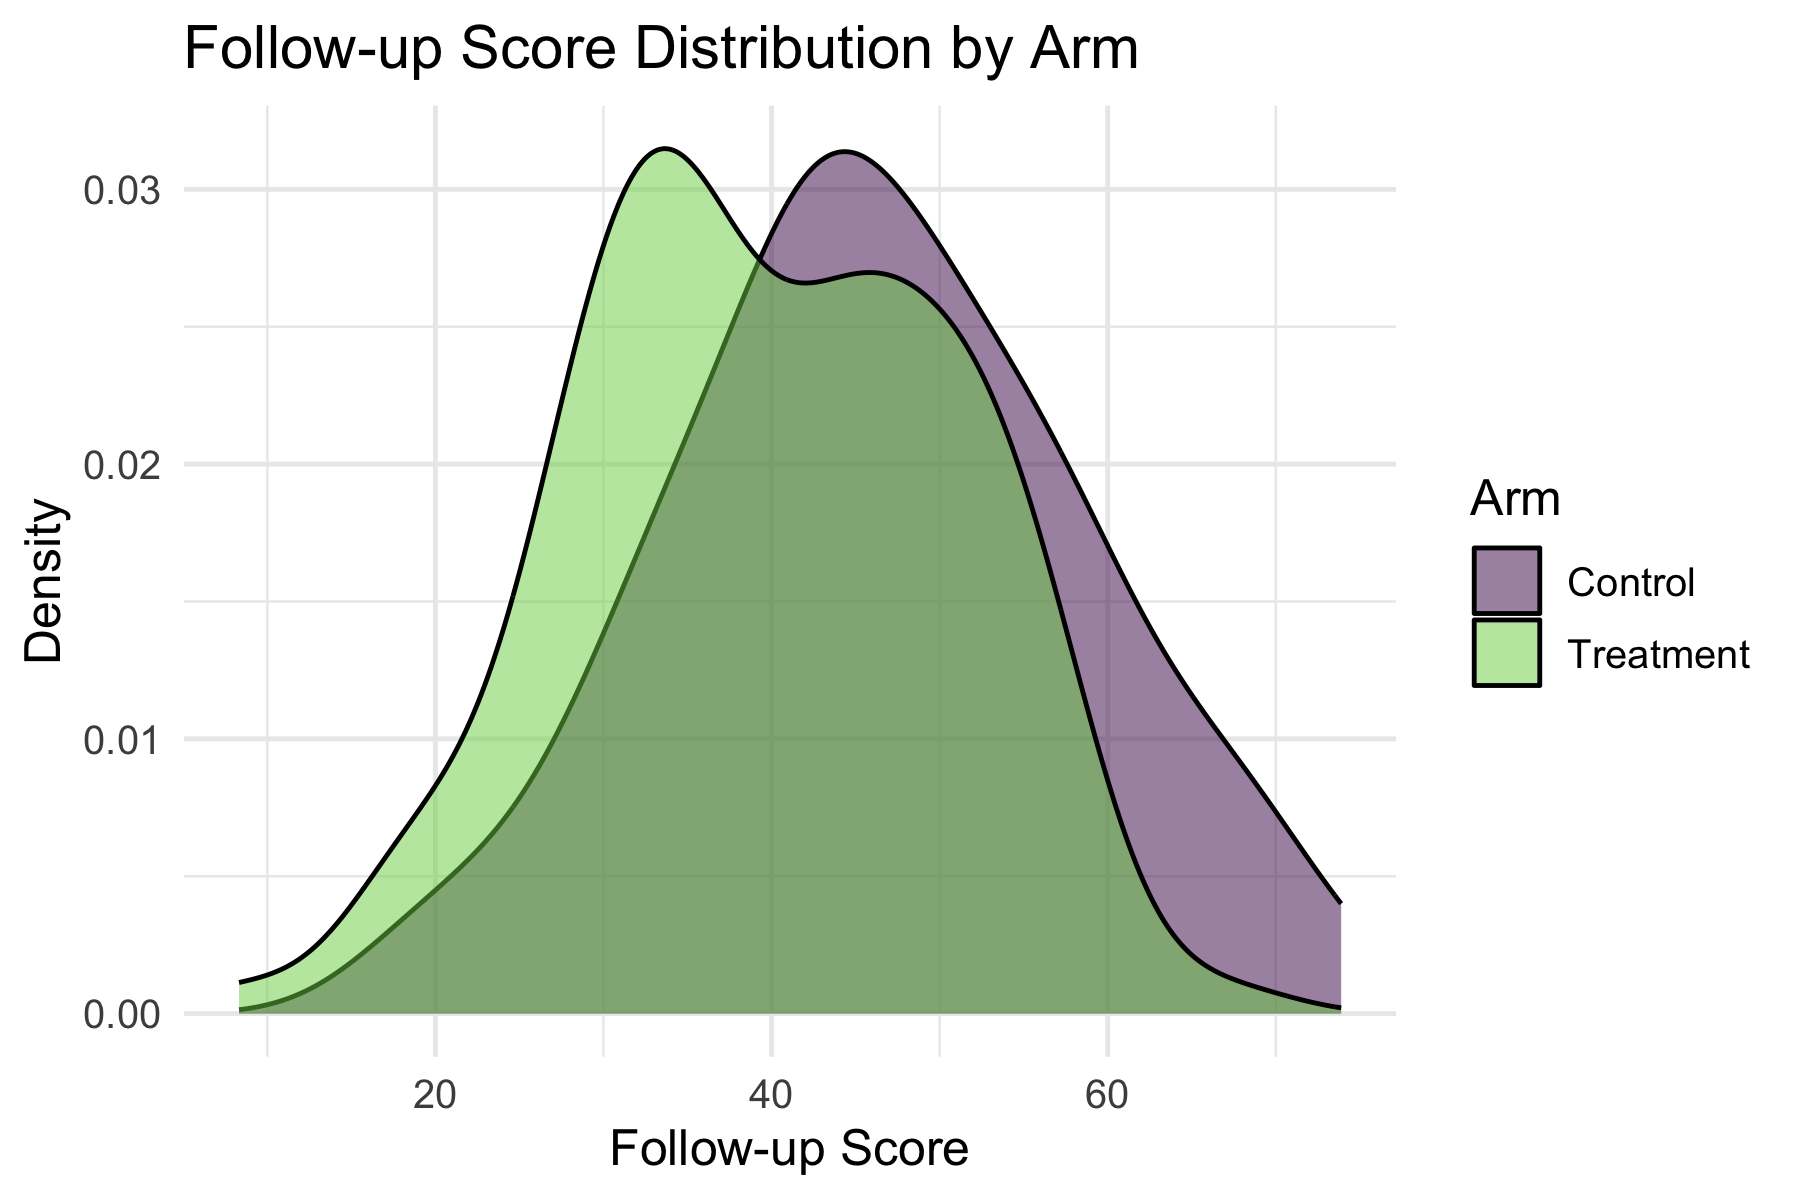 Follow-up Score Distribution by Arm
0.03
0.02
0.01
0.00
Density
20 40 60
Follow-up Score
Arm
Control
Treatment